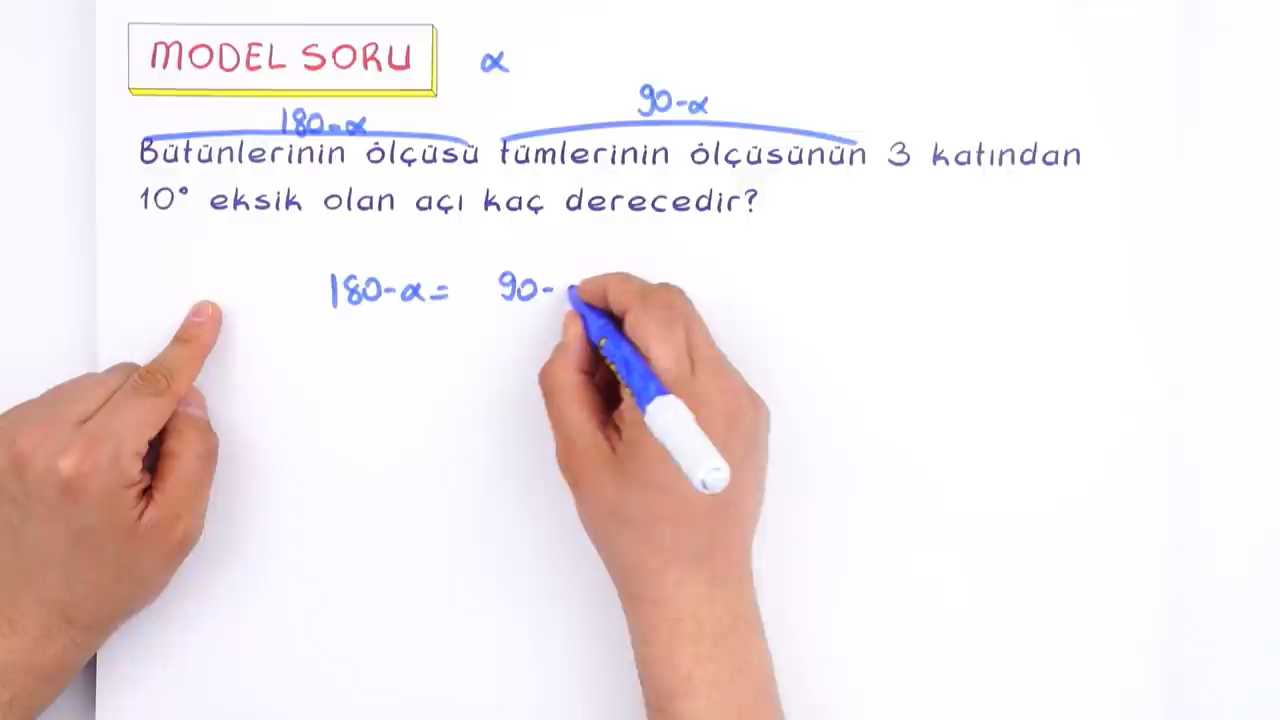 MODEL SORU
α
180-α
90-α
Bütünlerinin ölçüsü tümlerinin ölçüsünün 3 katından
10° eksik olan açı kaç derecedir?
180-α= 90-